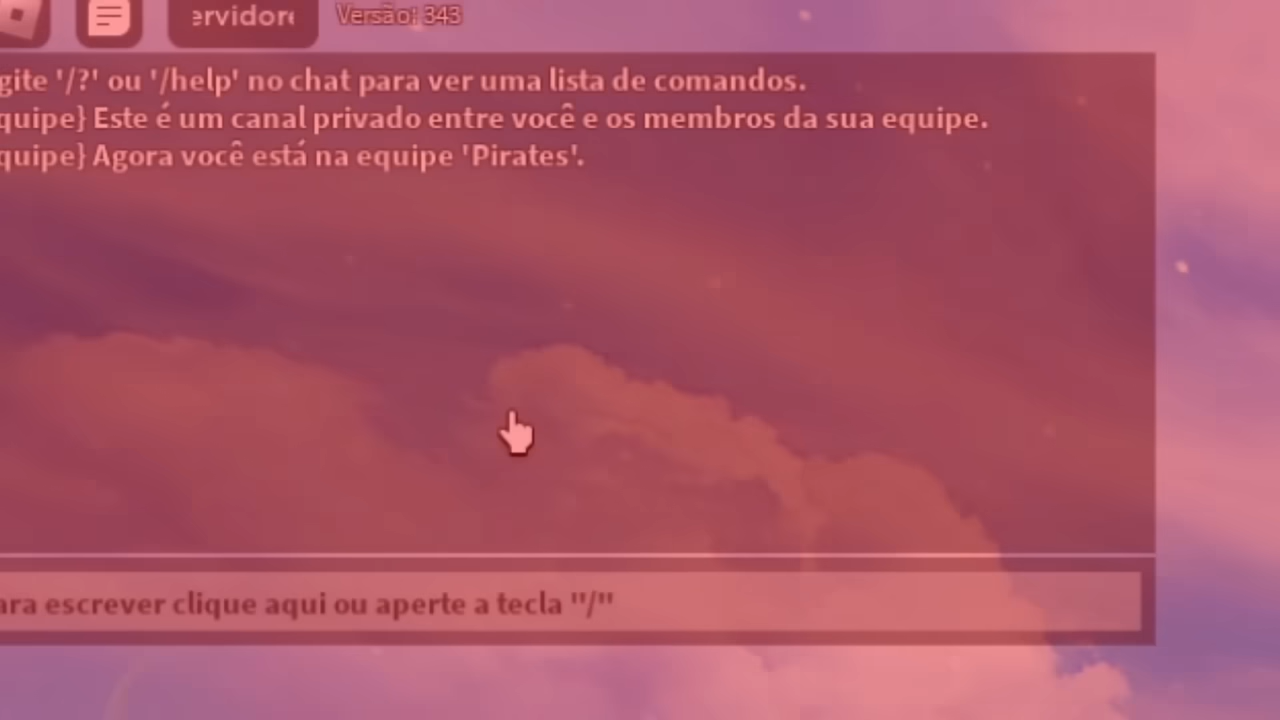 ervidore
Versão: 343
gite '/?' ou '/help' no chat para ver uma lista de comandos.
quipe} Este é um canal privado entre você e os membros da sua equipe.
quipe} Agora você está na equipe 'Pirates'.
ara escrever clique aqui ou aperte a tecla "/"